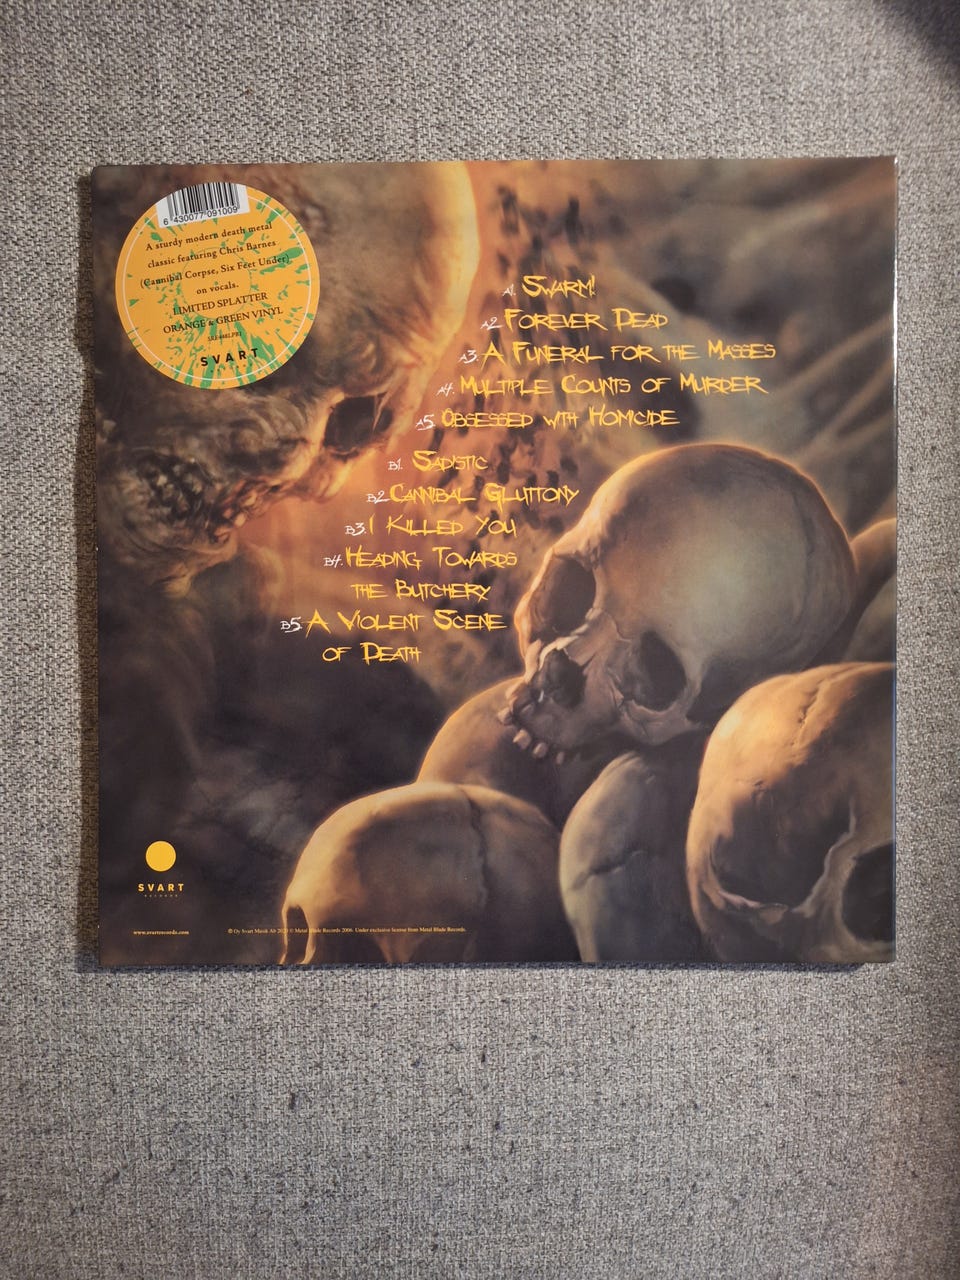 6 430077 091009
A sturdy modern death metal
classic featuring Chris Barnes
(Cannibal Corpse, Six Feet Under)
on vocals.
LIMITED SPLATTER
ORANGE & GREEN VINYL
SVART
A1. SWARM!
A2. FOREVER DEAD
A3. A FUNERAL FOR THE MASSES
A4. MULTIPLE COUNTS OF MURDER
A5. OBSESSED WITH HOMICIDE
B1. SADISTIC
B2. CANNIBAL GLUTTONY
B3. I KILLED YOU
B4. HEADING TOWARDS
THE BUTCHERY
B5. A VIOLENT SCENE
OF DEATH
SVART
RECORDS
www.svartrecords.com
℗ Oy Svart Music Ab © Metal Blade Records 2006. Under exclusive license from Metal Blade Records.